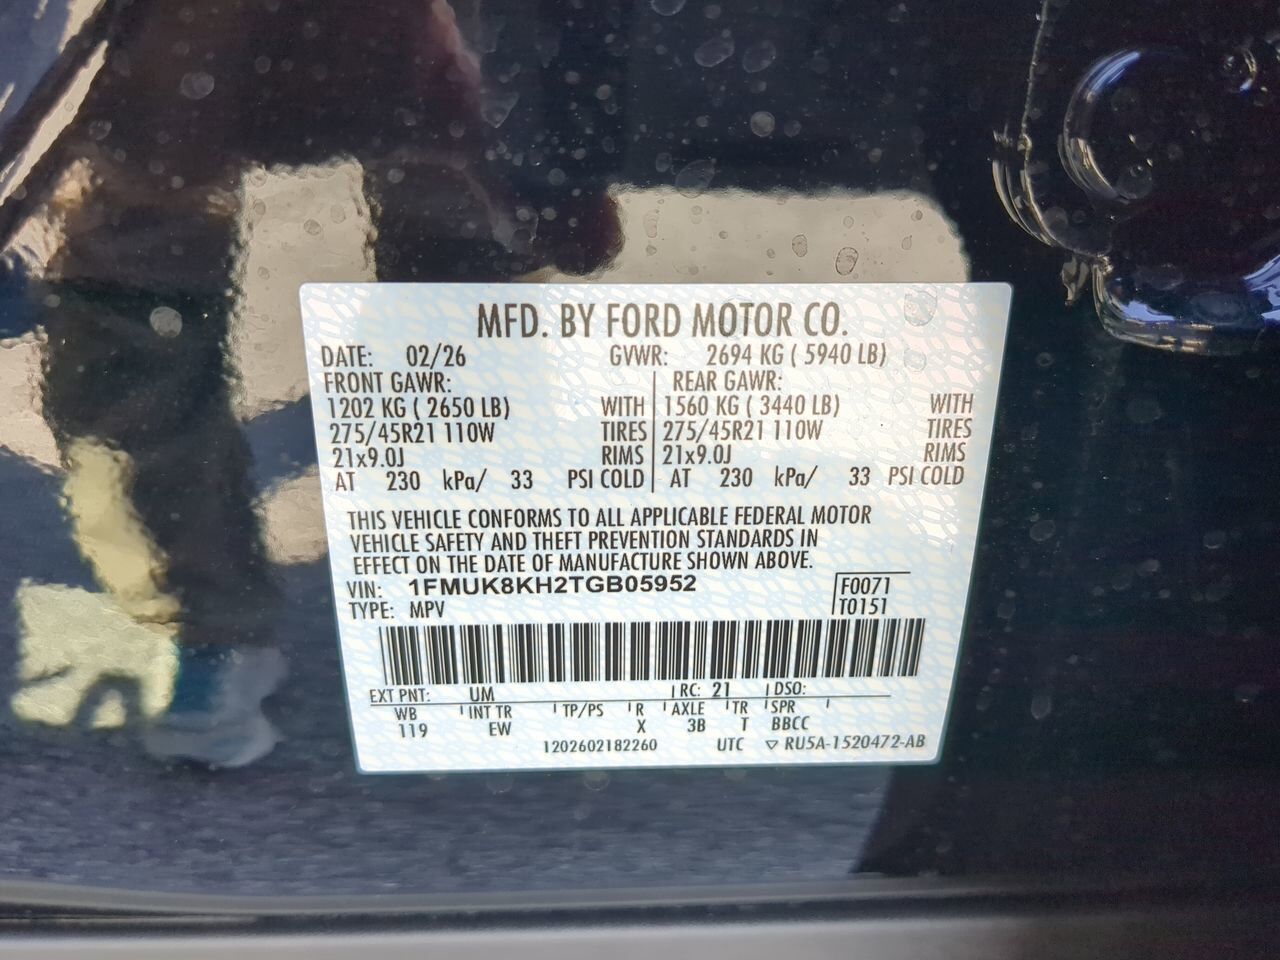 MFD. BY FORD MOTOR CO.
DATE: 02/26 GVWR: 2694 KG ( 5940 LB)
FRONT GAWR: REAR GAWR:
1202 KG ( 2650 LB) WITH 1560 KG ( 3440 LB) WITH
275/45R21 110W TIRES 275/45R21 110W TIRES
21x9.0J RIMS 21x9.0J RIMS
AT 230 kPa/ 33 PSI COLD AT 230 kPa/ 33 PSI COLD
THIS VEHICLE CONFORMS TO ALL APPLICABLE FEDERAL MOTOR
VEHICLE SAFETY AND THEFT PREVENTION STANDARDS IN
EFFECT ON THE DATE OF MANUFACTURE SHOWN ABOVE.
VIN: 1FMUK8KH2TGB05952 F0071
TYPE: MPV T0151
EXT PNT: UM RC: 21 DSO:
WB INT TR TP/PS R AXLE TR SPR
119 EW X 3B T BBCC
1202602182260 UTC ▽ RU5A-1520472-AB